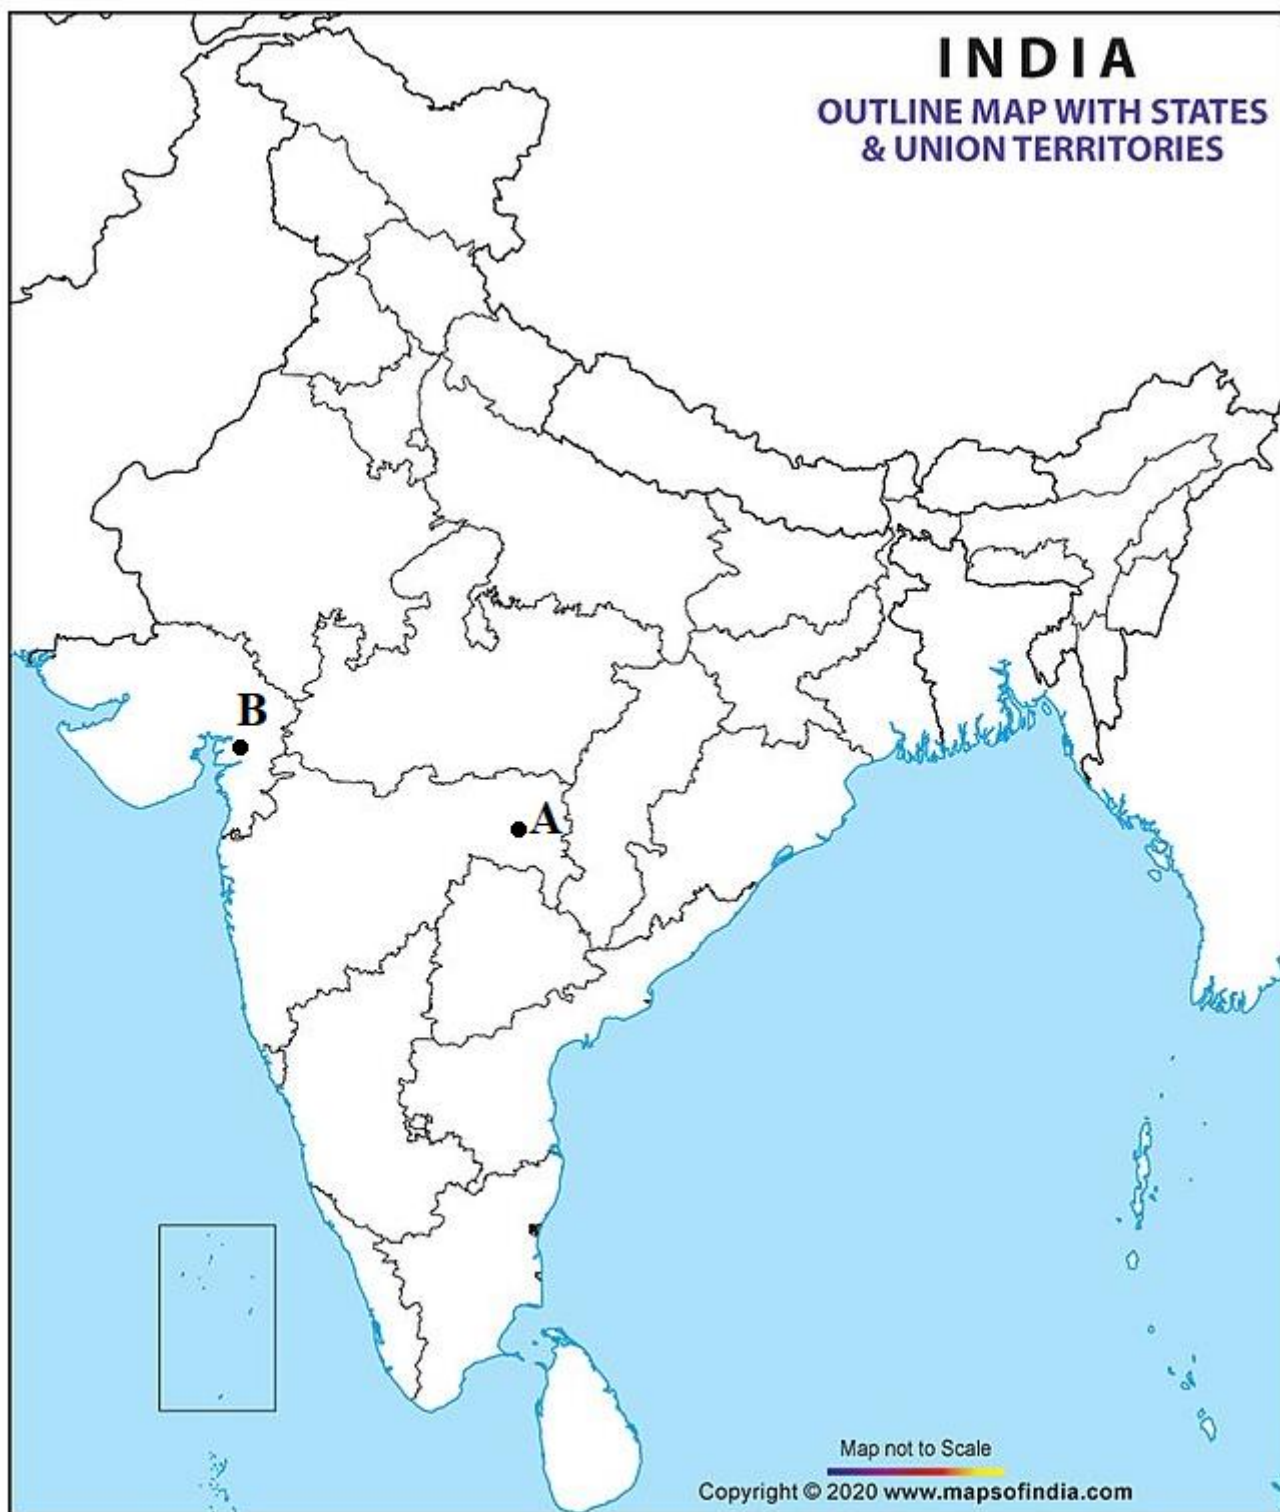 INDIA
OUTLINE MAP WITH STATES
& UNION TERRITORIES
B
A
Map not to Scale
Copyright © 2020 www.mapsofindia.com